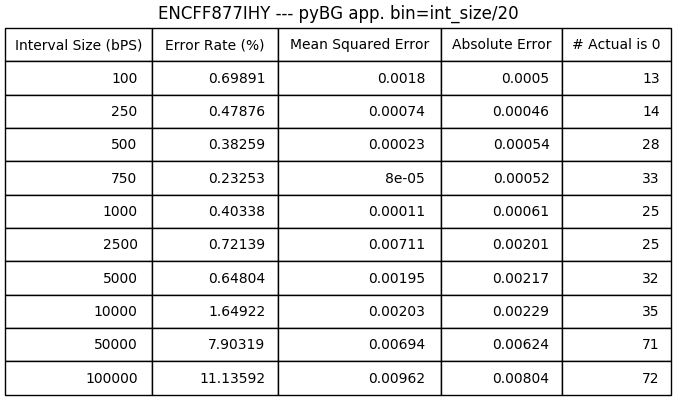 ENCFF877IHY --- pyBG app. bin=int_size/20
Interval Size (bPS) Error Rate (%) Mean Squared Error Absolute Error # Actual is 0
100 0.69891 0.0018 0.0005 13
250 0.47876 0.00074 0.00046 14
500 0.38259 0.00023 0.00054 28
750 0.23253 8e-05 0.00052 33
1000 0.40338 0.00011 0.00061 25
2500 0.72139 0.00711 0.00201 25
5000 0.64804 0.00195 0.00217 32
10000 1.64922 0.00203 0.00229 35
50000 7.90319 0.00694 0.00624 71
100000 11.13592 0.00962 0.00804 72